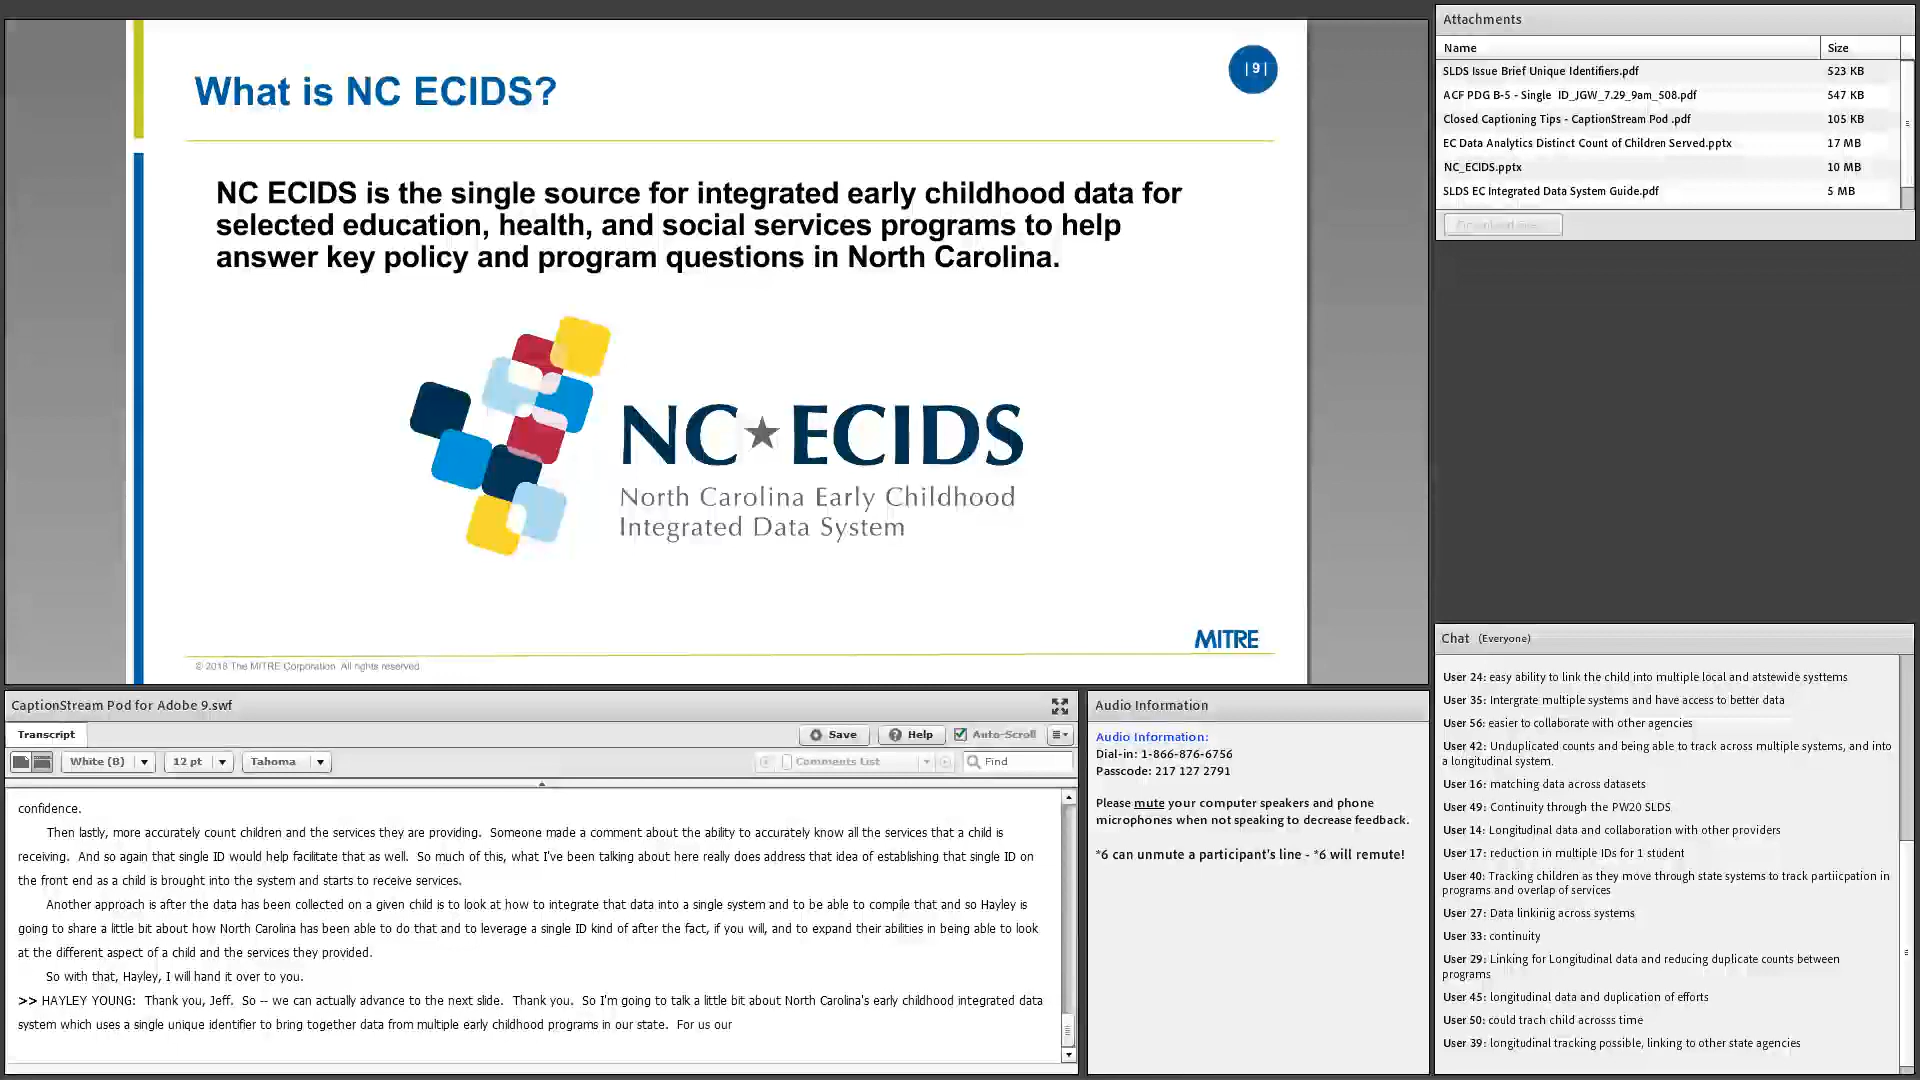 What is NC ECIDS?
| 9 |
NC ECIDS is the single source for integrated early childhood data for
selected education, health, and social services programs to help
answer key policy and program questions in North Carolina.
NC★ECIDS
North Carolina Early Childhood
Integrated Data System
MITRE
© 2018 The MITRE Corporation. All rights reserved.
Attachments
Name Size
SLDS Issue Brief Unique Identifiers.pdf 523 KB
ACF PDG B-5 - Single ID_JGW_7.29_9am_508.pdf 547 KB
Closed Captioning Tips - CaptionStream Pod .pdf 105 KB
EC Data Analytics Distinct Count of Children Served.pptx 17 MB
NC_ECIDS.pptx 10 MB
SLDS EC Integrated Data System Guide.pdf 5 MB
CaptionStream Pod for Adobe 9.swf
Transcript Save Help Auto-Scroll
White (8) 12 pt Tahoma Comments List Find
confidence.
Then lastly, more accurately count children and the services they are providing. Someone made a comment about the ability to accurately know all the services that a child is
receiving. And so again that single ID would help facilitate that as well. So much of this, what I've been talking about here really does address that idea of establishing that single ID on
the front end as a child is brought into the system and starts to receive services.
Another approach is after the data has been collected on a given child is to look at how to integrate that data into a single system and to be able to compile that and so Hayley is
going to share a little bit about how North Carolina has been able to do that and to leverage a single ID kind of after the fact, if you will, and to expand their abilities in being able to look
at the different aspect of a child and the services they provided.
So with that, Hayley, I will hand it over to you.
>> HAYLEY YOUNG: Thank you, Jeff. So -- we can actually advance to the next slide. Thank you. So I'm going to talk a little bit about North Carolina's early childhood integrated data
system which uses a single unique identifier to bring together data from multiple early childhood programs in our state. For us our
Audio Information
Audio Information:
Dial-in: 1-866-876-6756
Passcode: 217 127 2791
Please mute your computer speakers and phone
microphones when not speaking to decrease feedback.
*6 can unmute a participant's line - *6 will remute!
Chat (Everyone)
User 24: easy ability to link the child into multiple local and atstewide systtems
User 35: Intergrate multiple systems and have access to better data
User 56: easier to collaborate with other agencies
User 42: Unduplicated counts and being able to track across multiple systems, and into
a longitudinal system.
User 16: matching data across datasets
User 49: Continuity through the PW20 SLDS
User 14: Longitudinal data and collaboration with other providers
User 17: reduction in multiple IDs for 1 student
User 40: Tracking children as they move through state systems to track partiicpation in
programs and overlap of services
User 27: Data linkinig across systems
User 33: continuity
User 29: Linking for Longitudinal data and reducing duplicate counts between
programs
User 45: longitudinal data and duplication of efforts
User 50: could trach child acrosss time
User 39: longitudinal tracking possible, linking to other state agencies